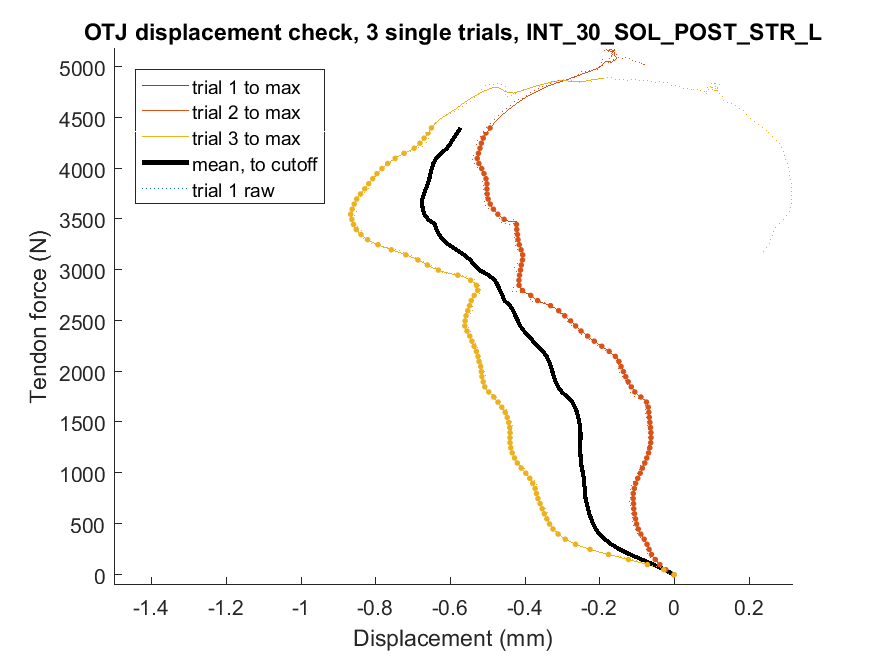 OTJ displacement check, 3 single trials, INT_30_SOL_POST_STR_L
5000
4500
4000
3500
3000
2500
2000
1500
1000
500
0
Tendon force (N)
trial 1 to max
trial 2 to max
trial 3 to max
mean, to cutoff
trial 1 raw
-1.4
-1.2
-1
-0.8
-0.6
-0.4
-0.2
0
0.2
Displacement (mm)